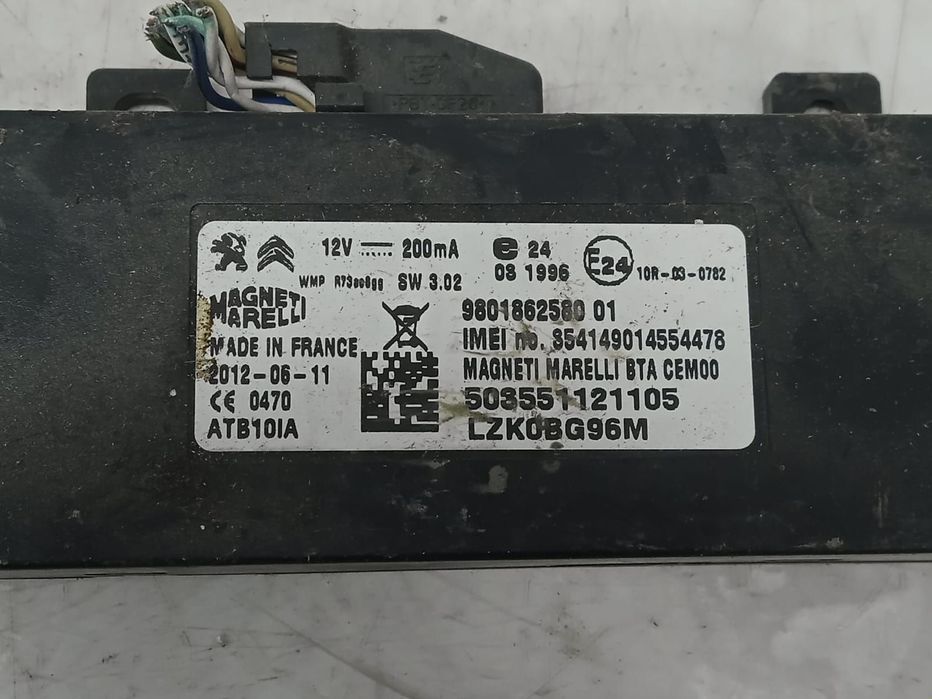 12V 200mA e 24
03 1996 E24 10R-03-0782
WMP SW 3.02
MAGNETI
MARELLI
9801862580 01
IMEI no. 354149014554478
MADE IN FRANCE
MAGNETI MARELLI BTA CEM00
2012-06-11
503551121105
CE 0470
ATB10IA
LZK0BG96M